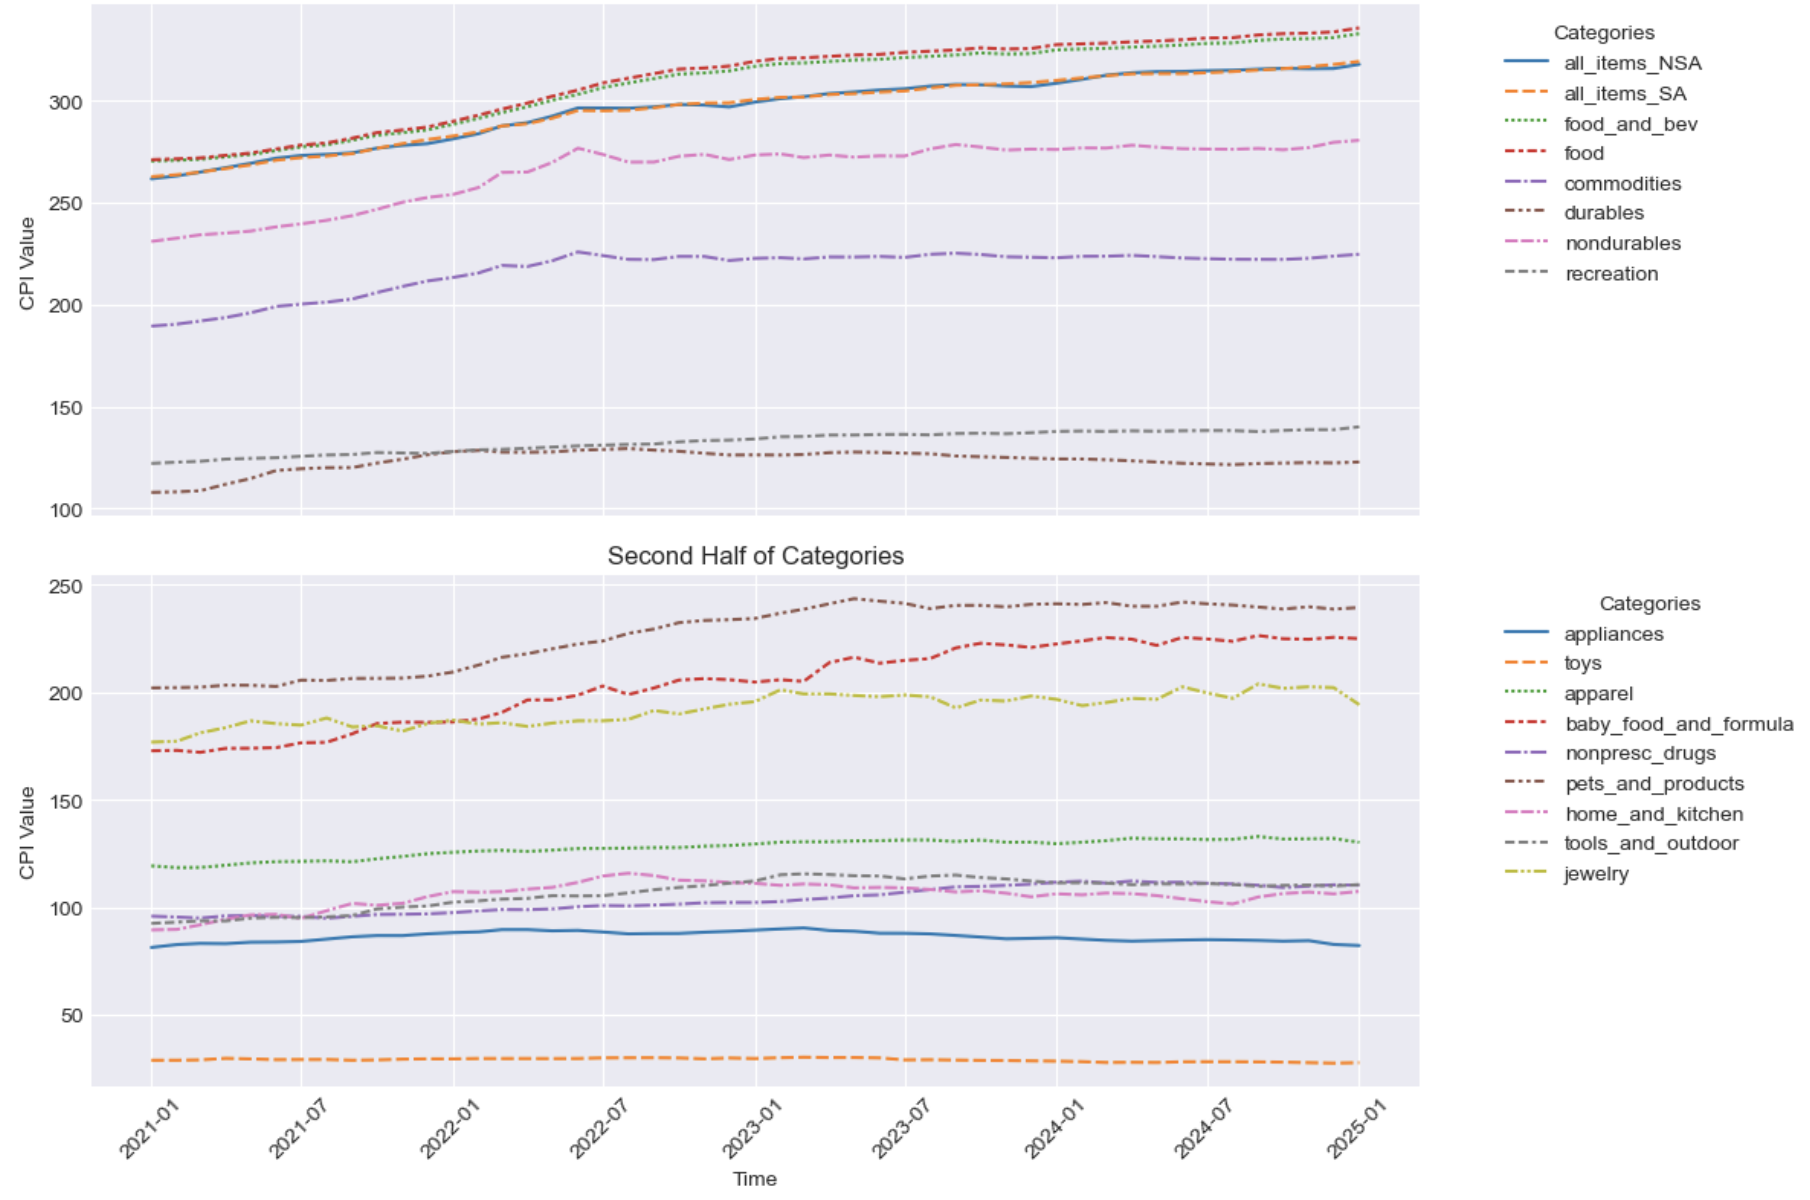 Categories
all_items_NSA
all_items_SA
food_and_bev
food
commodities
durables
nondurables
recreation
CPI Value
300
250
200
150
100
Second Half of Categories
Categories
appliances
toys
apparel
baby_food_and_formula
nonpresc_drugs
pets_and_products
home_and_kitchen
tools_and_outdoor
jewelry
CPI Value
250
200
150
100
50
2021-01
2021-07
2022-01
2022-07
2023-01
2023-07
2024-01
2024-07
2025-01
Time